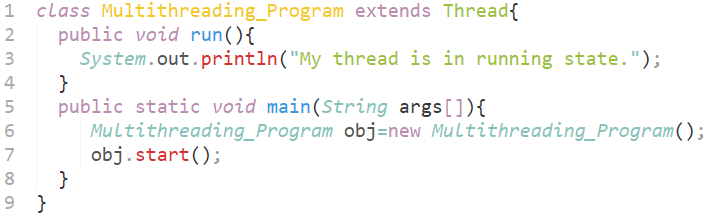 1 class Multithreading_Program extends Thread{
2   public void run(){
3     System.out.println("My thread is in running state.");
4   }
5   public static void main(String args[]){
6      Multithreading_Program obj=new Multithreading_Program();
7      obj.start();
8   }
9 }